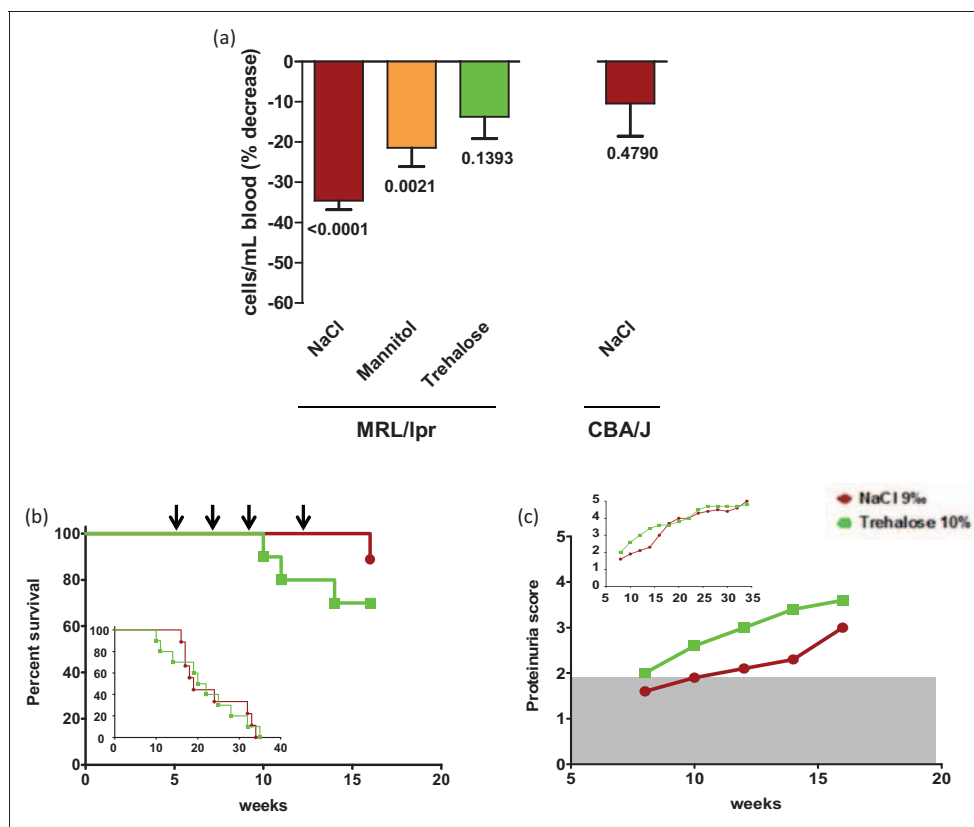 (a)
cells/mL blood (% decrease)
0
-10
-20
-30
-40
-50
-60
<0.0001
0.0021
0.1393
0.4790
NaCl
Mannitol
Trehalose
NaCl
MRL/lpr
CBA/J
(b)
Percent survival
100
80
60
40
20
0
0 5 10 15 20
weeks
100
80
60
40
20
0
0 10 20 30 40
(c)
NaCl 9‰
Trehalose 10%
Proteinuria score
5
4
3
2
1
0
5 10 15 20
weeks
5
4
3
2
1
0
5 10 15 20 25 30 35